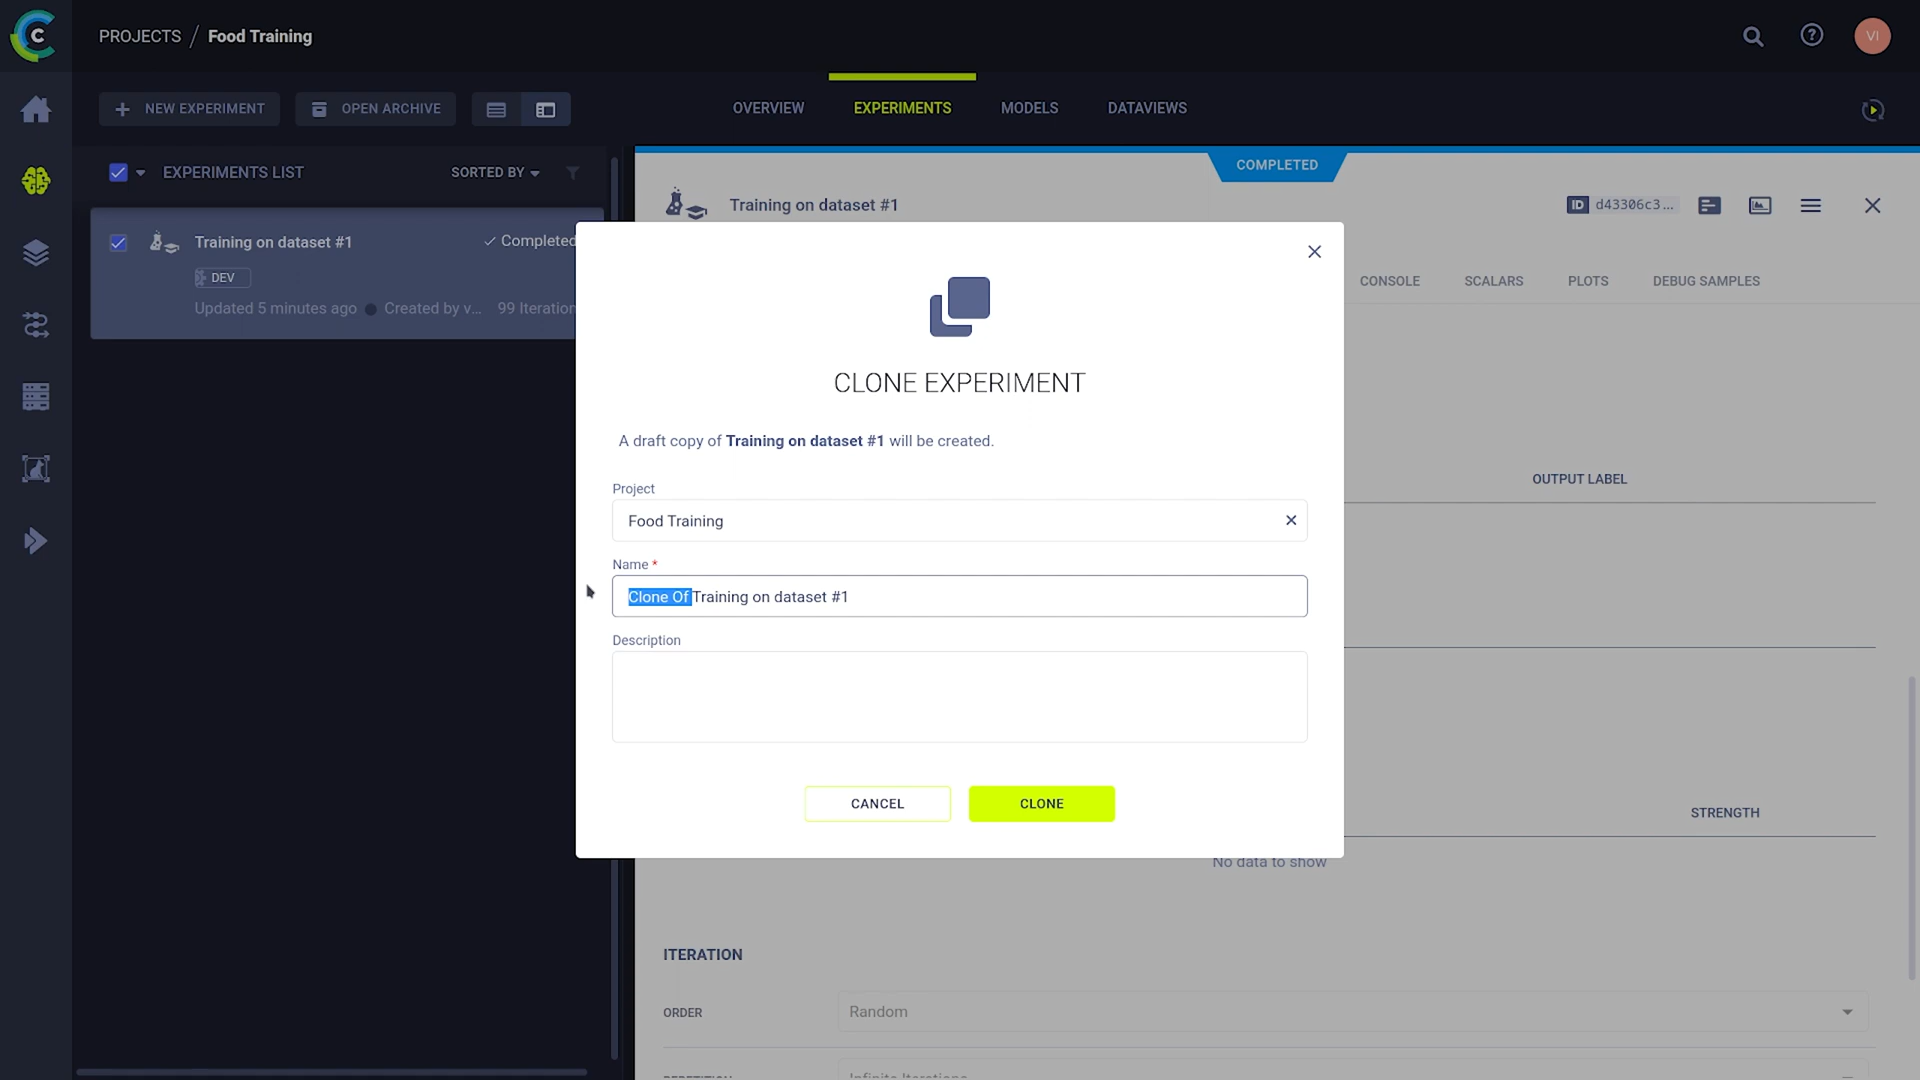 PROJECTS / Food Training
VI
NEW EXPERIMENT
OPEN ARCHIVE
OVERVIEW
EXPERIMENTS
MODELS
DATAVIEWS
EXPERIMENTS LIST
SORTED BY
COMPLETED
Training on dataset #1
ID d43306c3...
Training on dataset #1
Completed
DEV
Updated 5 minutes ago
Created by v...
99 Iteration
CONSOLE
SCALARS
PLOTS
DEBUG SAMPLES
CLONE EXPERIMENT
A draft copy of Training on dataset #1 will be created.
Project
Food Training
Name *
Clone Of Training on dataset #1
Description
CANCEL
CLONE
OUTPUT LABEL
STRENGTH
No data to show
ITERATION
ORDER
Random